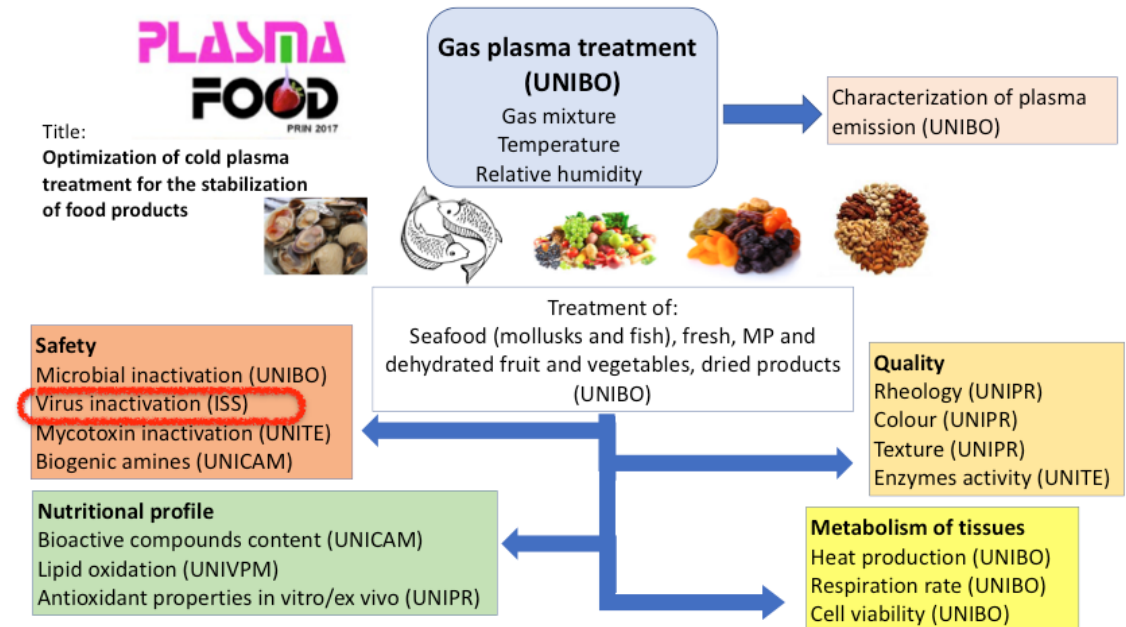 PLASMA
FOOD
PRIN 2017
Title:
Optimization of cold plasma
treatment for the stabilization
of food products
Gas plasma treatment
(UNIBO)
Gas mixture
Temperature
Relative humidity
Characterization of plasma
emission (UNIBO)
Treatment of:
Seafood (mollusks and fish), fresh, MP and
dehydrated fruit and vegetables, dried products
(UNIBO)
Safety
Microbial inactivation (UNIBO)
Virus inactivation (ISS)
Mycotoxin inactivation (UNITE)
Biogenic amines (UNICAM)
Quality
Rheology (UNIPR)
Colour (UNIPR)
Texture (UNIPR)
Enzymes activity (UNITE)
Nutritional profile
Bioactive compounds content (UNICAM)
Lipid oxidation (UNIVPM)
Antioxidant properties in vitro/ex vivo (UNIPR)
Metabolism of tissues
Heat production (UNIBO)
Respiration rate (UNIBO)
Cell viability (UNIBO)